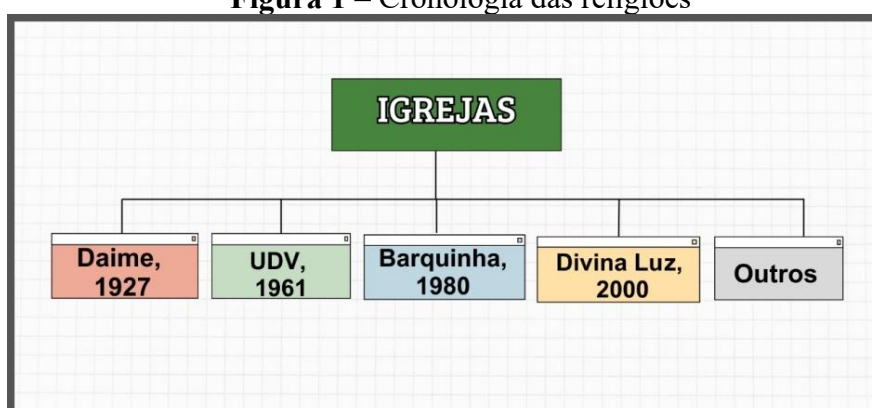 Figura 1 – Cronologia das religiões
IGREJAS
Daime,
1927
UDV,
1961
Barquinha,
1980
Divina Luz,
2000
Outros